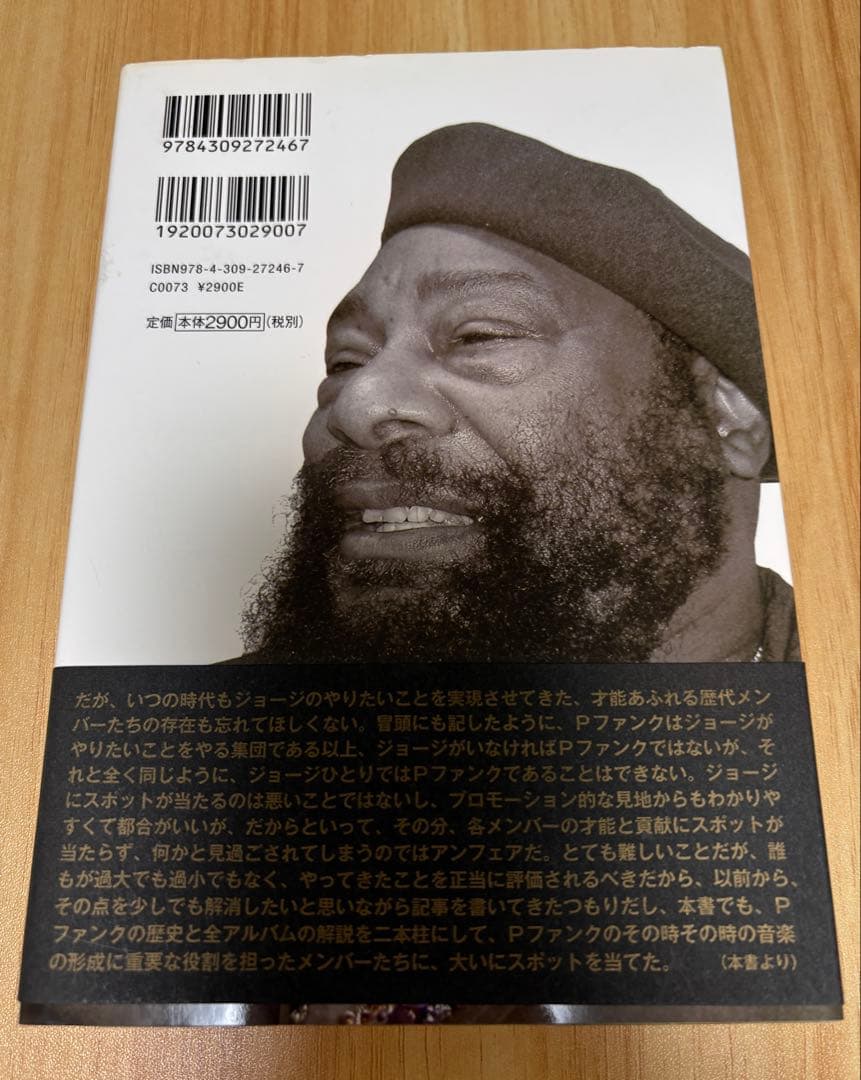 9784309272467
1920073029007
ISBN978-4-309-27246-7
C0073 ¥2900E
定価 本体2900円(税別)
だが、いつの時代もジョージのやりたいことを実現させてきた、才能あふれる歴代メン
バーたちの存在も忘れてほしくない。冒頭にも記したように、Pファンクはジョージが
やりたいことをやる集団である以上、ジョージがいなければPファンクではないが、そ
れと全く同じように、ジョージひとりではPファンクであることはできない。ジョージ
にスポットが当たるのは悪いことではないし、プロモーション的な見地からもわかりや
すくて都合がいいが、だからといって、その分、各メンバーの才能と貢献にスポットが
当たらず、何かと見過ごされてしまうのではアンフェアだ。とても難しいことだが、誰
もが過大でも過小でもなく、やってきたことを正当に評価されるべきだから、以前から、
その点を少しでも解消したいと思いながら記事を書いてきたつもりだし、本書でも、P
ファンクの歴史と全アルバムの解説を二本柱にして、Pファンクのその時その時の音楽
の形成に重要な役割を担ったメンバーたちに、大いにスポットを当てた。 (本書より)